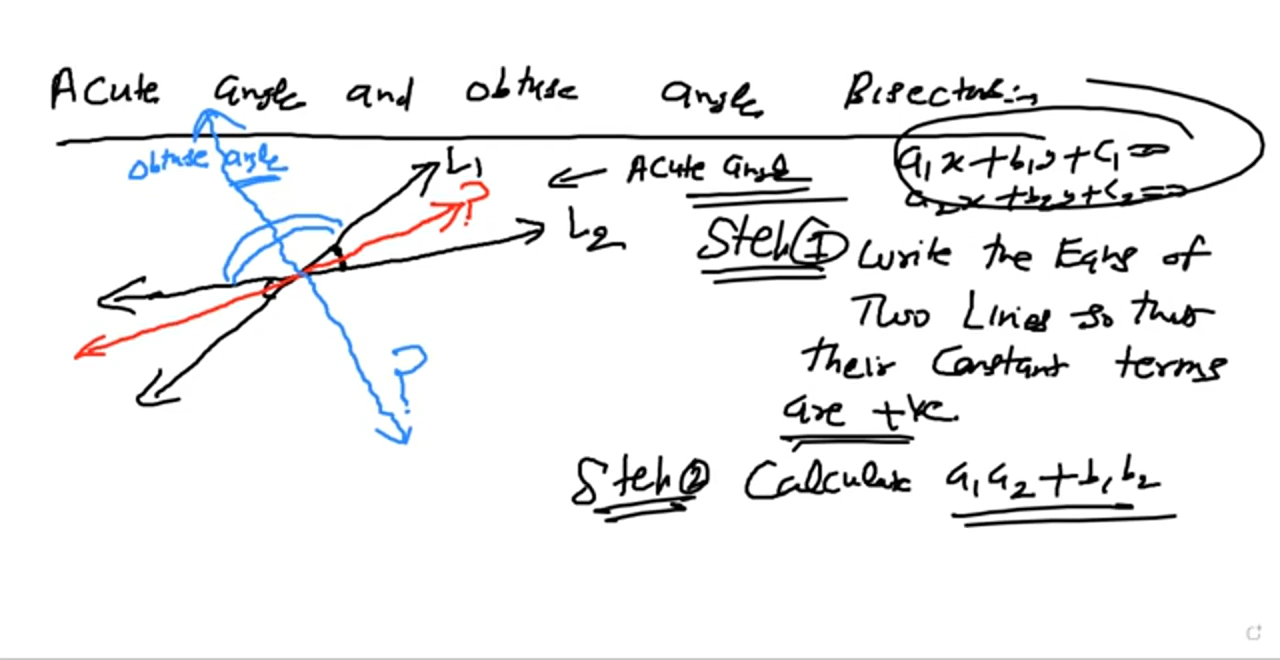 Acute angle and obtuse angle Bisectors:-
obtuse angle
L1
?
L2
?
← Acute angle
a1x+b1y+c1=0
a2x+b2y+c2=0
Step ① Write the Eqns of
Two Lines so that
their Constant terms
are +ve.
Step ② Calculate a1a2+b1b2